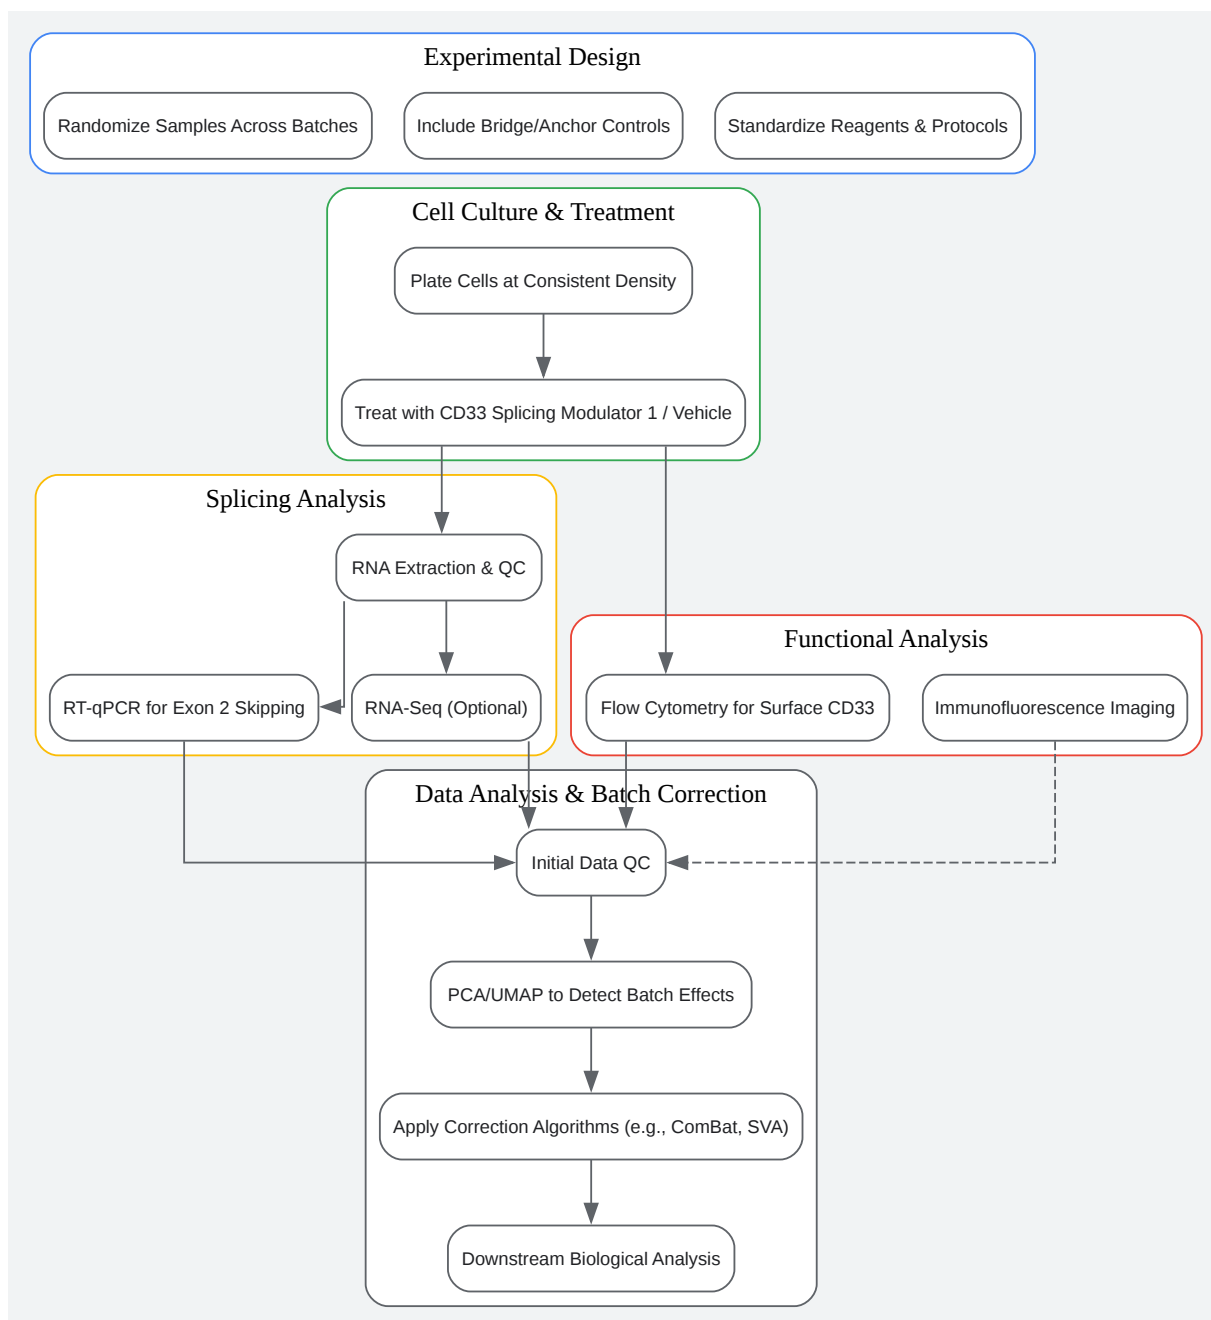 Experimental Design
Randomize Samples Across Batches
Include Bridge/Anchor Controls
Standardize Reagents & Protocols
Cell Culture & Treatment
Plate Cells at Consistent Density
Treat with CD33 Splicing Modulator 1 / Vehicle
Splicing Analysis
RNA Extraction & QC
RT-qPCR for Exon 2 Skipping
RNA-Seq (Optional)
Functional Analysis
Flow Cytometry for Surface CD33
Immunofluorescence Imaging
Data Analysis & Batch Correction
Initial Data QC
PCA/UMAP to Detect Batch Effects
Apply Correction Algorithms (e.g., ComBat, SVA)
Downstream Biological Analysis